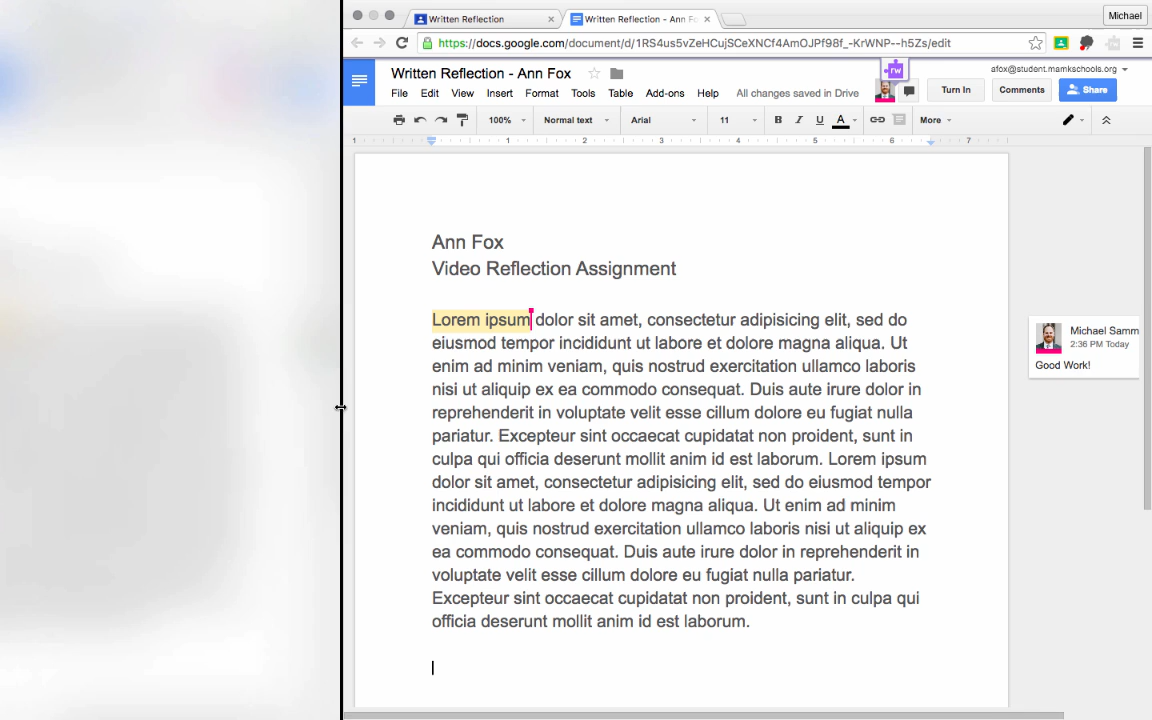 Written Reflection
Written Reflection - Ann Fo
Michael
https://docs.google.com/document/d/1RS4us5vZeHCujSCeXNCf4AmOJPf98f_-KrWNP--h5Zs/edit
rw
Written Reflection - Ann Fox
afox@student.mamkschools.org
File Edit View Insert Format Tools Table Add-ons Help All changes saved in Drive
Turn In Comments Share
100% Normal text Arial 11 B I U A More
1 1 2 3 4 5 6 7
Ann Fox
Video Reflection Assignment
Lorem ipsum dolor sit amet, consectetur adipisicing elit, sed do
eiusmod tempor incididunt ut labore et dolore magna aliqua. Ut
enim ad minim veniam, quis nostrud exercitation ullamco laboris
nisi ut aliquip ex ea commodo consequat. Duis aute irure dolor in
reprehenderit in voluptate velit esse cillum dolore eu fugiat nulla
pariatur. Excepteur sint occaecat cupidatat non proident, sunt in
culpa qui officia deserunt mollit anim id est laborum. Lorem ipsum
dolor sit amet, consectetur adipisicing elit, sed do eiusmod tempor
incididunt ut labore et dolore magna aliqua. Ut enim ad minim
veniam, quis nostrud exercitation ullamco laboris nisi ut aliquip ex
ea commodo consequat. Duis aute irure dolor in reprehenderit in
voluptate velit esse cillum dolore eu fugiat nulla pariatur.
Excepteur sint occaecat cupidatat non proident, sunt in culpa qui
officia deserunt mollit anim id est laborum.
Michael Samm
2:36 PM Today
Good Work!